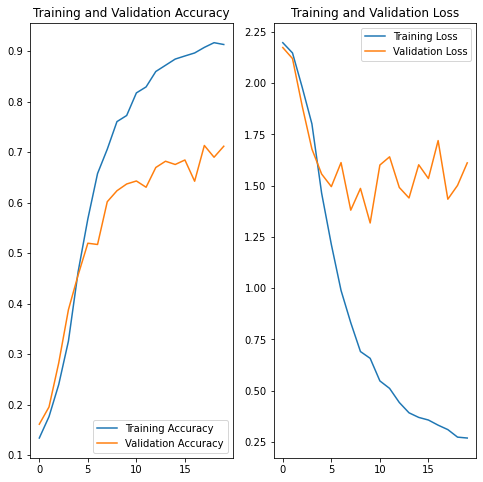 Training and Validation Accuracy
0.9
0.8
0.7
0.6
0.5
0.4
0.3
0.2
0.1
0 5 10 15
Training Accuracy
Validation Accuracy
Training and Validation Loss
2.25
2.00
1.75
1.50
1.25
1.00
0.75
0.50
0.25
0 5 10 15
Training Loss
Validation Loss